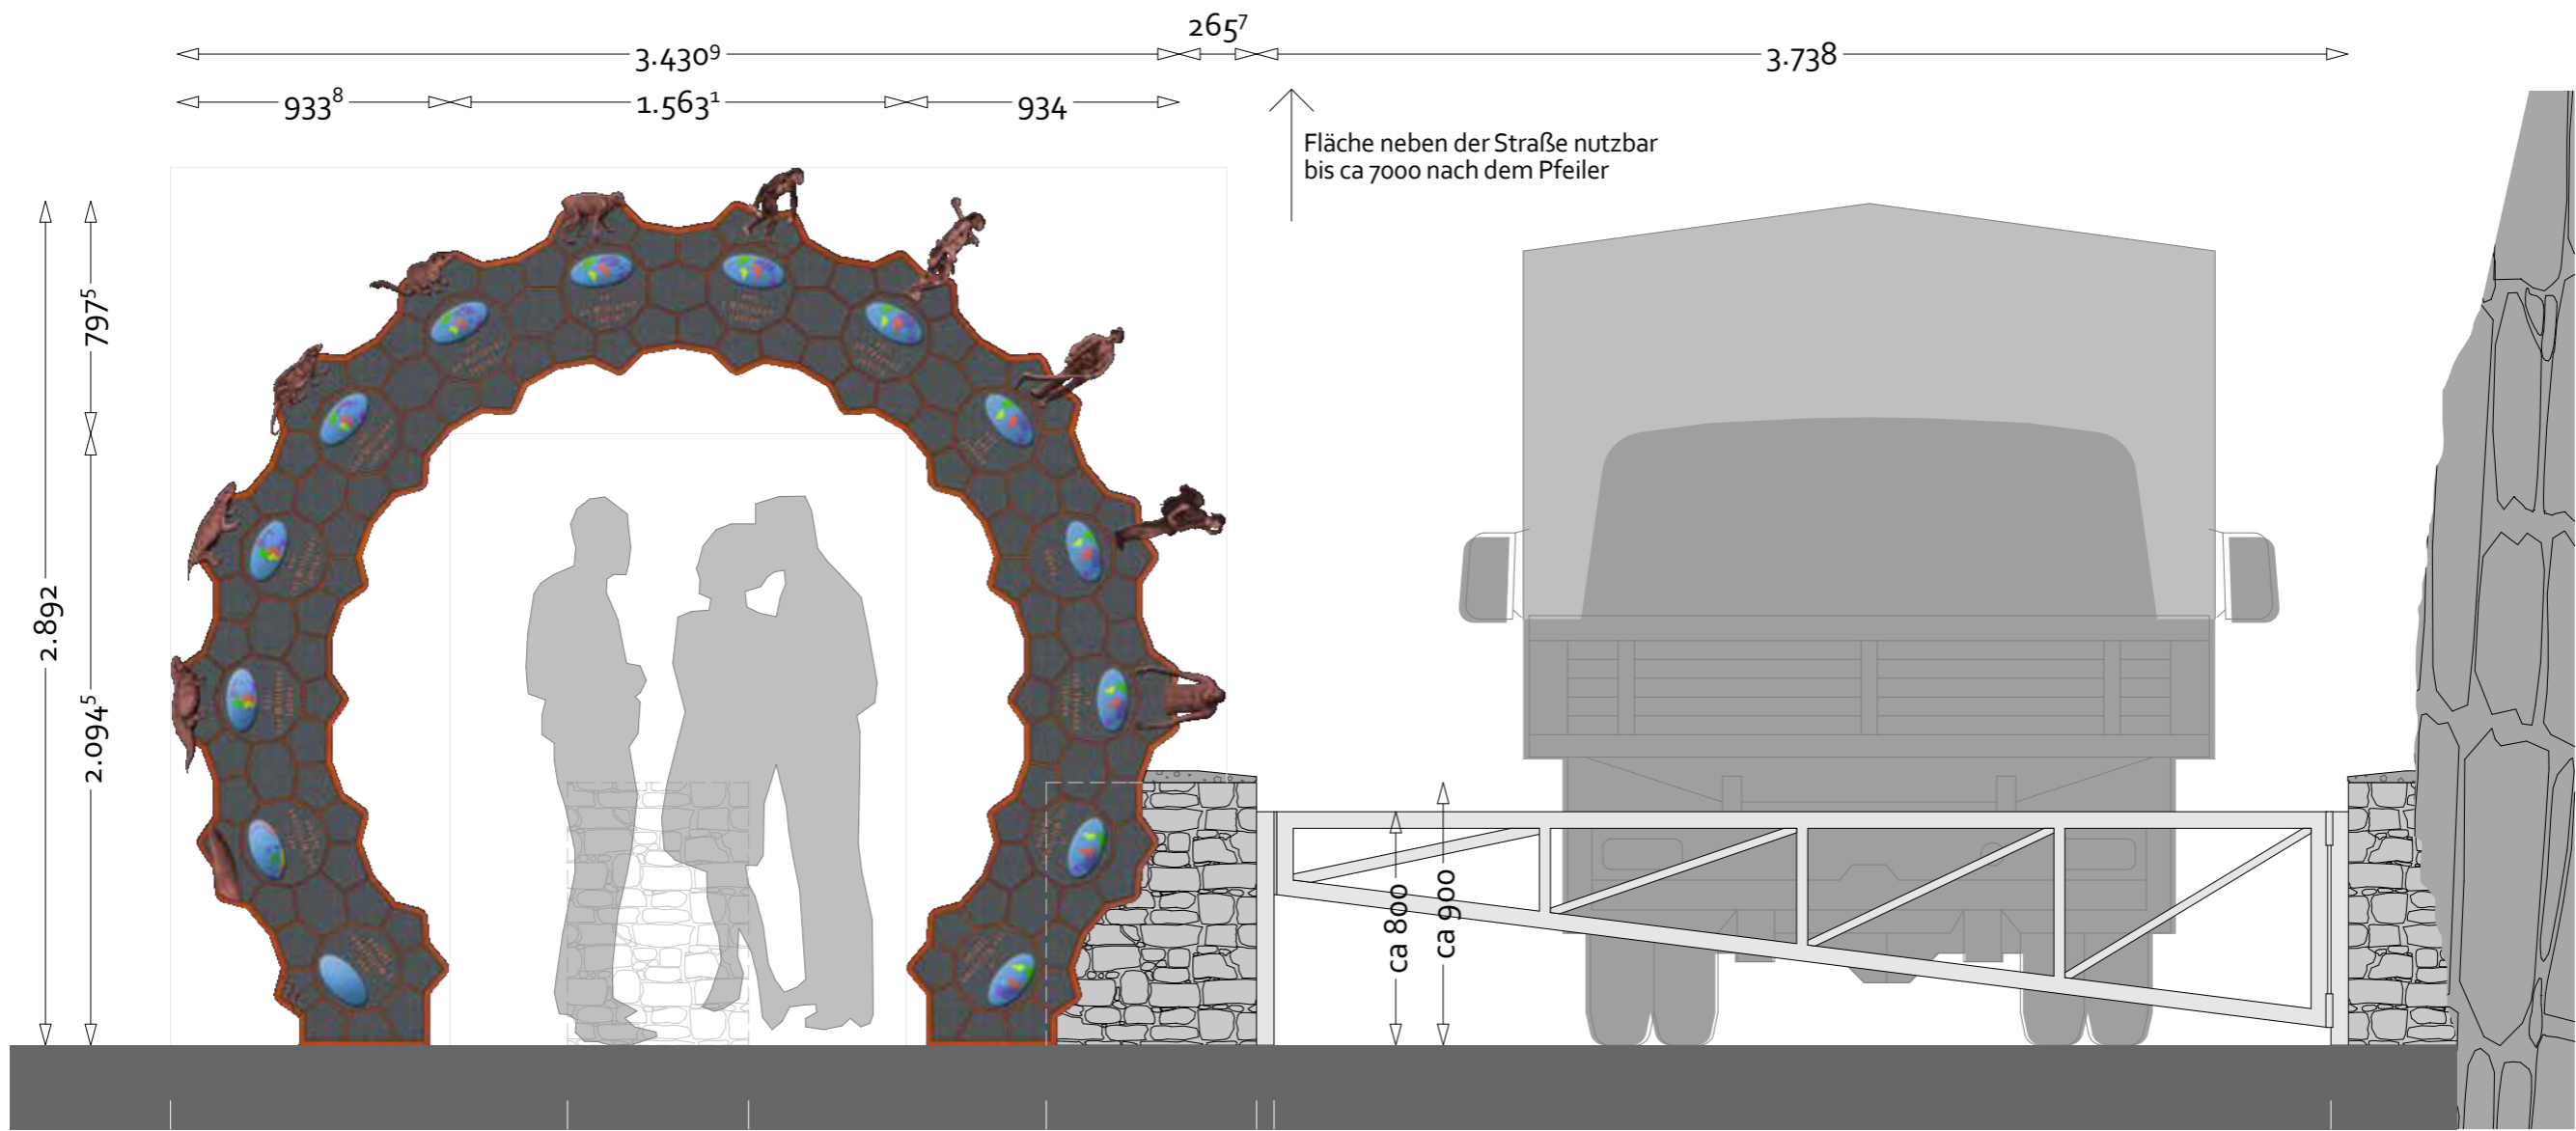 265⁷
3.430⁹
3.738
933⁸
1.563¹
934
Fläche neben der Straße nutzbar
bis ca 7000 nach dem Pfeiler
797⁵
2.892
2.094⁵
ca 800
ca 900